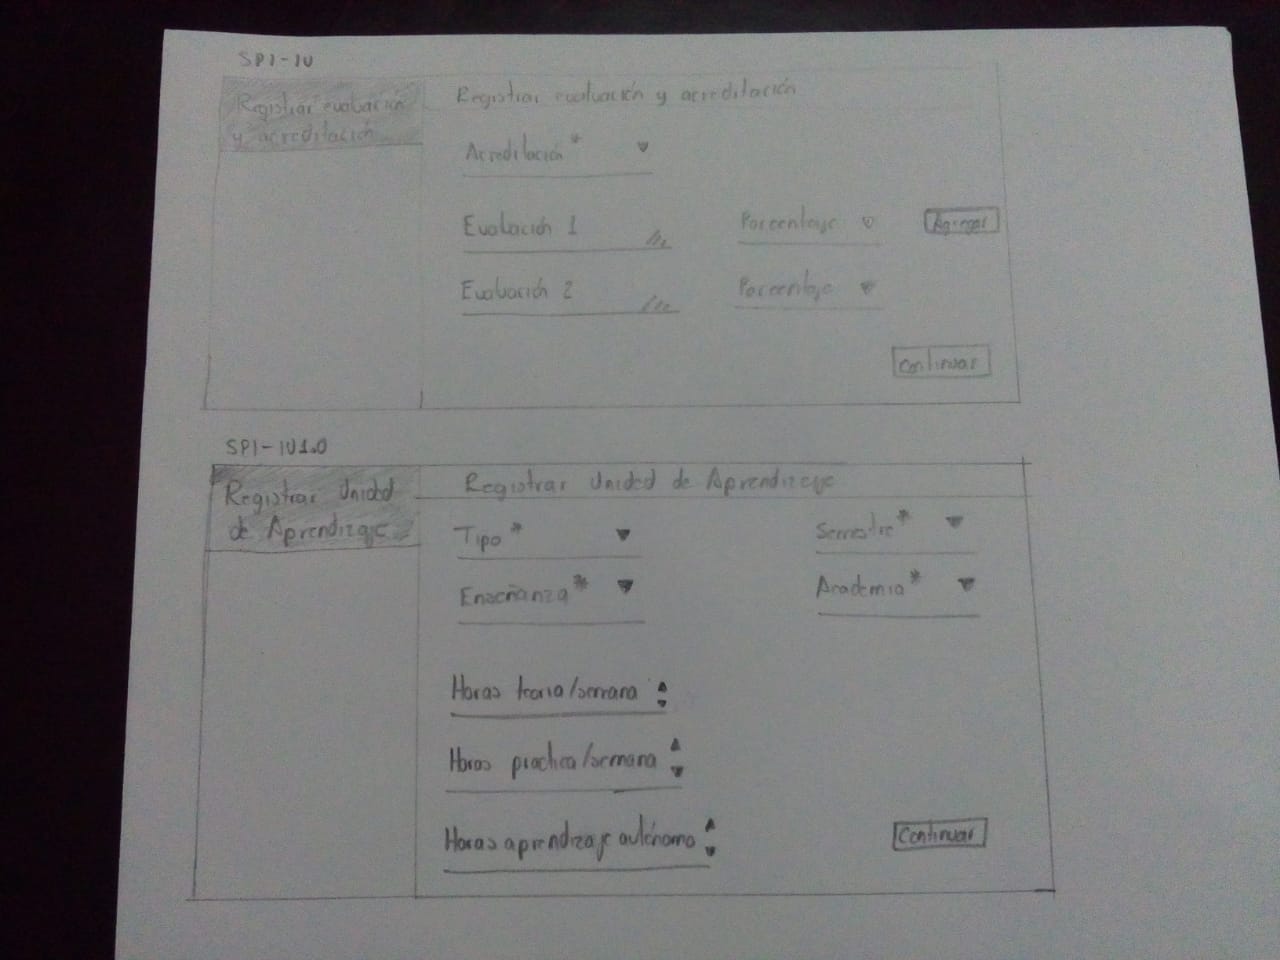 SP1-IU
Registrar evaluación
y acreditación
Registrar evaluación y acreditación
Acreditación*
Evaluación 1
Porcentaje
Agregar
Evaluación 2
Porcentaje
Continuar
SP1-IU1.0
Registrar Unidad
de Aprendizaje
Registrar Unidad de Aprendizaje
Tipo*
Semestre*
Enseñanza*
Academia*
Horas teoria/semana
Horas practica/semana
Horas aprendizaje autónomo
Continuar